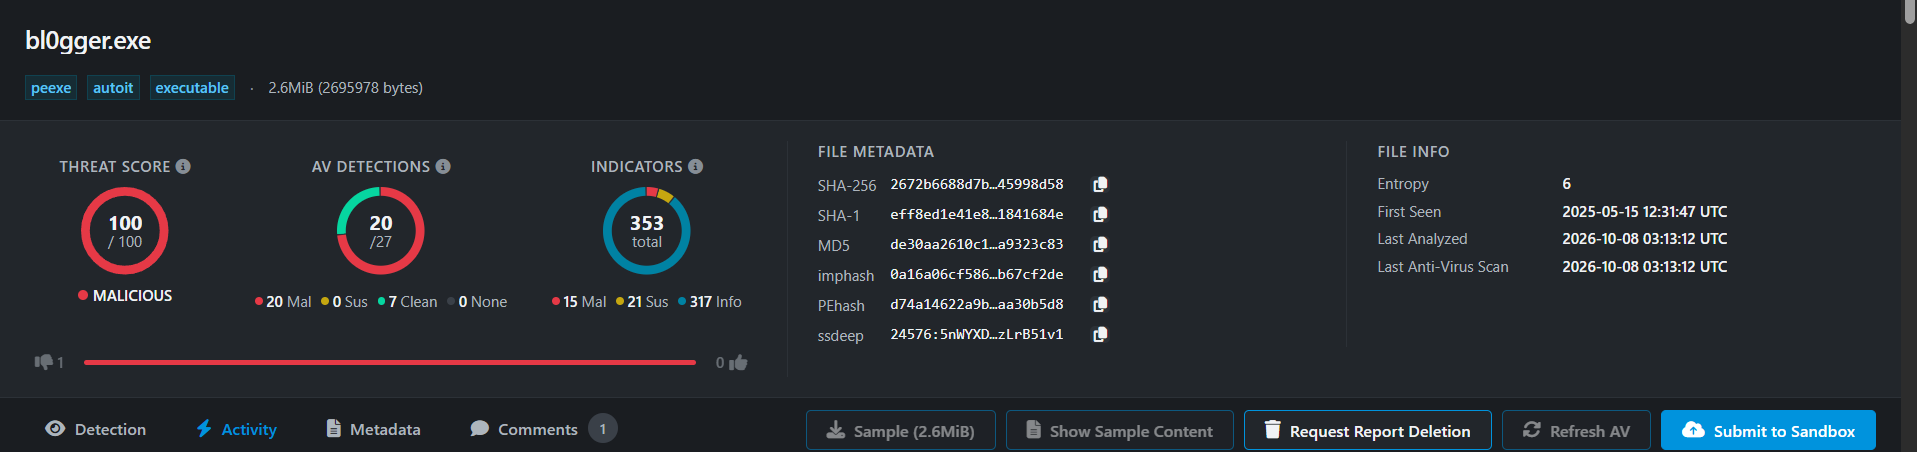 bl0gger.exe
peexe autoit executable · 2.6MiB (2695978 bytes)
THREAT SCORE
100
/ 100
MALICIOUS
AV DETECTIONS
20
/27
20 Mal 0 Sus 7 Clean 0 None
INDICATORS
353
total
15 Mal 21 Sus 317 Info
1
0
FILE METADATA
SHA-256 2672b6688d7b…45998d58
SHA-1 eff8ed1e41e8…1841684e
MD5 de30aa2610c1…a9323c83
imphash 0a16a06cf586…b67cf2de
PEhash d74a14622a9b…aa30b5d8
ssdeep 24576:5nWYXD…zLrB51v1
FILE INFO
Entropy 6
First Seen 2025-05-15 12:31:47 UTC
Last Analyzed 2026-10-08 03:13:12 UTC
Last Anti-Virus Scan 2026-10-08 03:13:12 UTC
Detection Activity Metadata Comments 1 Sample (2.6MiB) Show Sample Content Request Report Deletion Refresh AV Submit to Sandbox